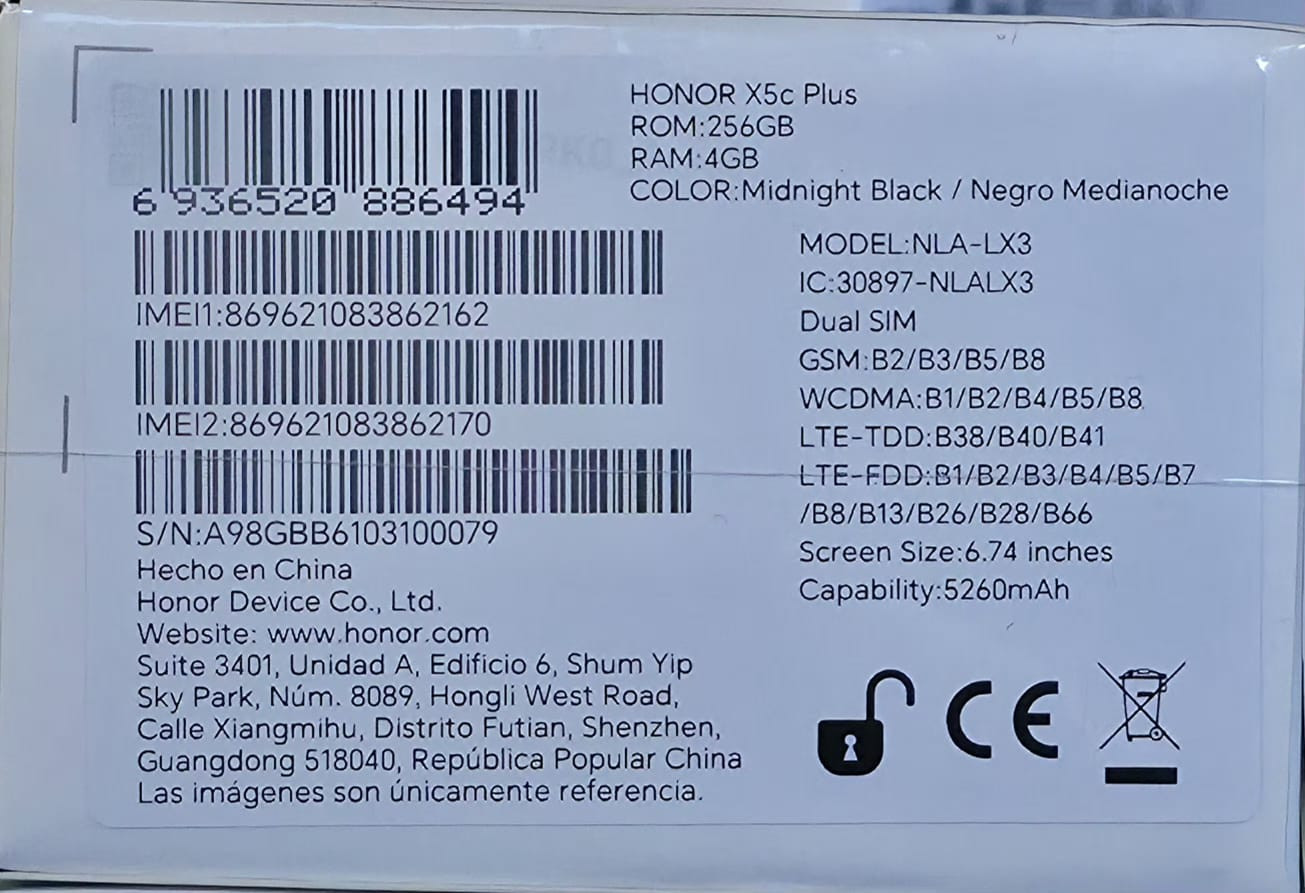 HONOR X5c Plus
ROM:256GB
RAM:4GB
COLOR:Midnight Black / Negro Medianoche
6 936520 886494
IMEI1:869621083862162
IMEI2:869621083862170
S/N:A98GBB6103100079
Hecho en China
Honor Device Co., Ltd.
Website: www.honor.com
Suite 3401, Unidad A, Edificio 6, Shum Yip
Sky Park, Núm. 8089, Hongli West Road,
Calle Xiangmihu, Distrito Futian, Shenzhen,
Guangdong 518040, República Popular China
Las imágenes son únicamente referencia.
MODEL:NLA-LX3
IC:30897-NLALX3
Dual SIM
GSM:B2/B3/B5/B8
WCDMA:B1/B2/B4/B5/B8
LTE-TDD:B38/B40/B41
LTE-FDD:B1/B2/B3/B4/B5/B7
/B8/B13/B26/B28/B66
Screen Size:6.74 inches
Capability:5260mAh
CE